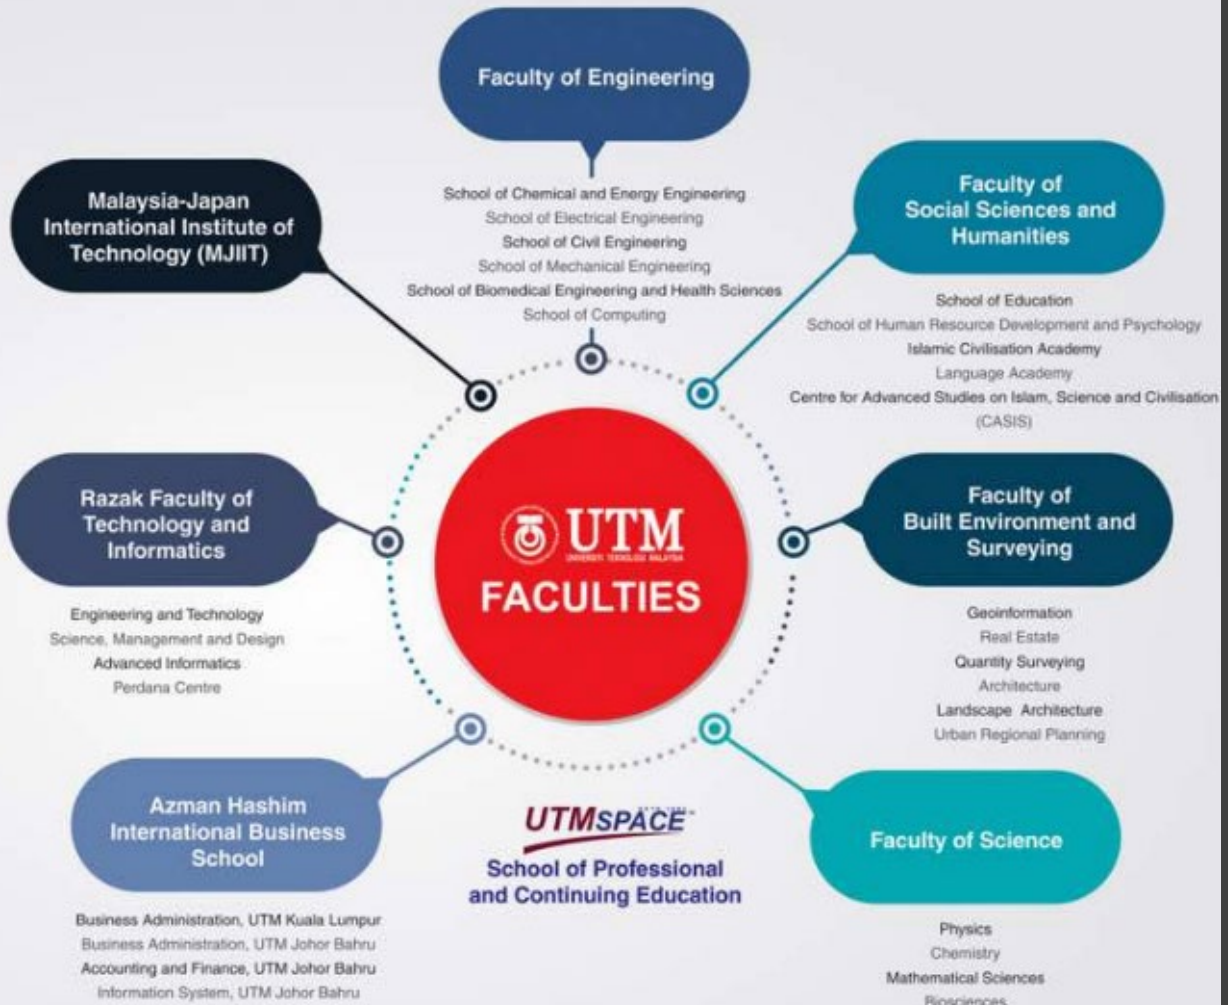 Faculty of Engineering
School of Chemical and Energy Engineering
School of Electrical Engineering
School of Civil Engineering
School of Mechanical Engineering
School of Biomedical Engineering and Health Sciences
School of Computing
Malaysia-Japan
International Institute of
Technology (MJIIT)
Faculty of
Social Sciences and
Humanities
School of Education
School of Human Resource Development and Psychology
Islamic Civilisation Academy
Language Academy
Centre for Advanced Studies on Islam, Science and Civilisation
(CASIS)
Razak Faculty of
Technology and
Informatics
Engineering and Technology
Science, Management and Design
Advanced Informatics
Perdana Centre
UTM
UNIVERSITI TEKNOLOGI MALAYSIA
FACULTIES
Faculty of
Built Environment and
Surveying
Geoinformation
Real Estate
Quantity Surveying
Architecture
Landscape Architecture
Urban Regional Planning
Azman Hashim
International Business
School
Business Administration, UTM Kuala Lumpur
Business Administration, UTM Johor Bahru
Accounting and Finance, UTM Johor Bahru
Information System, UTM Johor Bahru
UTMSPACE
School of Professional
and Continuing Education
Faculty of Science
Physics
Chemistry
Mathematical Sciences
Biosciences